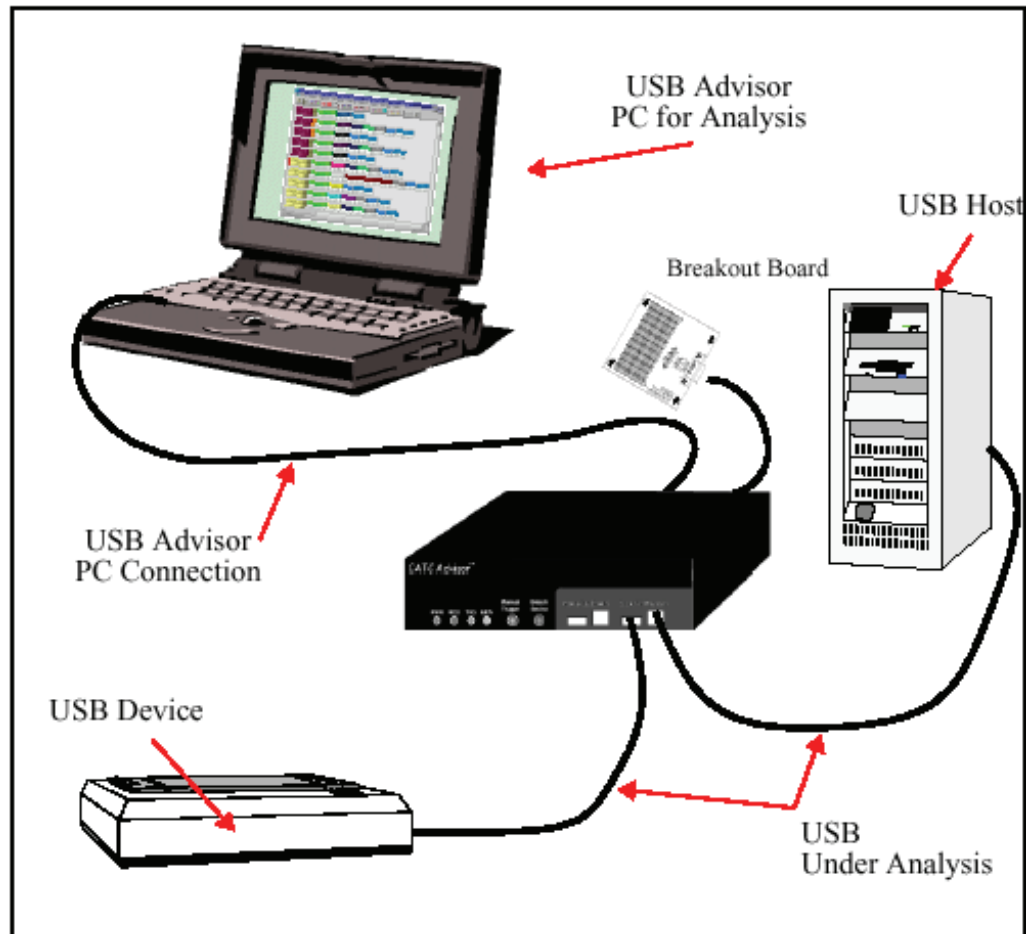 USB Advisor
PC for Analysis
USB Host
Breakout Board
USB Advisor
PC Connection
CATC Advisor™
USB Device
USB
Under Analysis